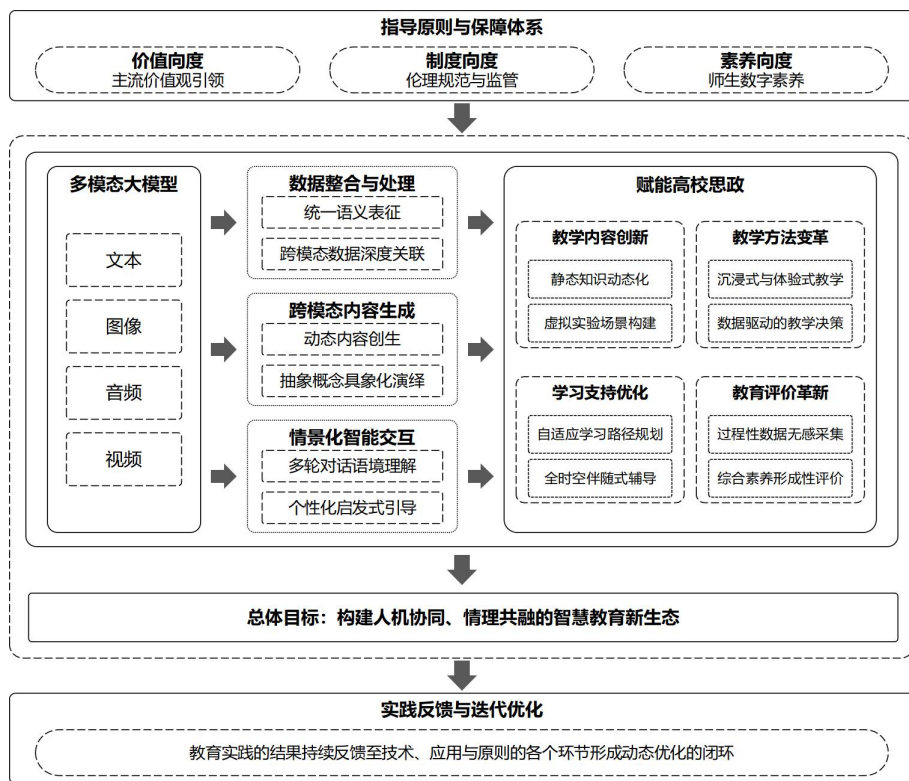 指导原则与保障体系
价值向度
主流价值观引领
制度向度
伦理规范与监管
素养向度
师生数字素养
多模态大模型
文本
图像
音频
视频
数据整合与处理
统一语义表征
跨模态数据深度关联
跨模态内容生成
动态内容创生
抽象概念具象化演绎
情景化智能交互
多轮对话语境理解
个性化启发式引导
赋能高校思政
教学内容创新
静态知识动态化
虚拟实验场景构建
教学方法变革
沉浸式与体验式教学
数据驱动的教学决策
学习支持优化
自适应学习路径规划
全时空伴随式辅导
教育评价革新
过程性数据无感采集
综合素养形成性评价
总体目标：构建人机协同、情理共融的智慧教育新生态
实践反馈与迭代优化
教育实践的结果持续反馈至技术、应用与原则的各个环节形成动态优化的闭环